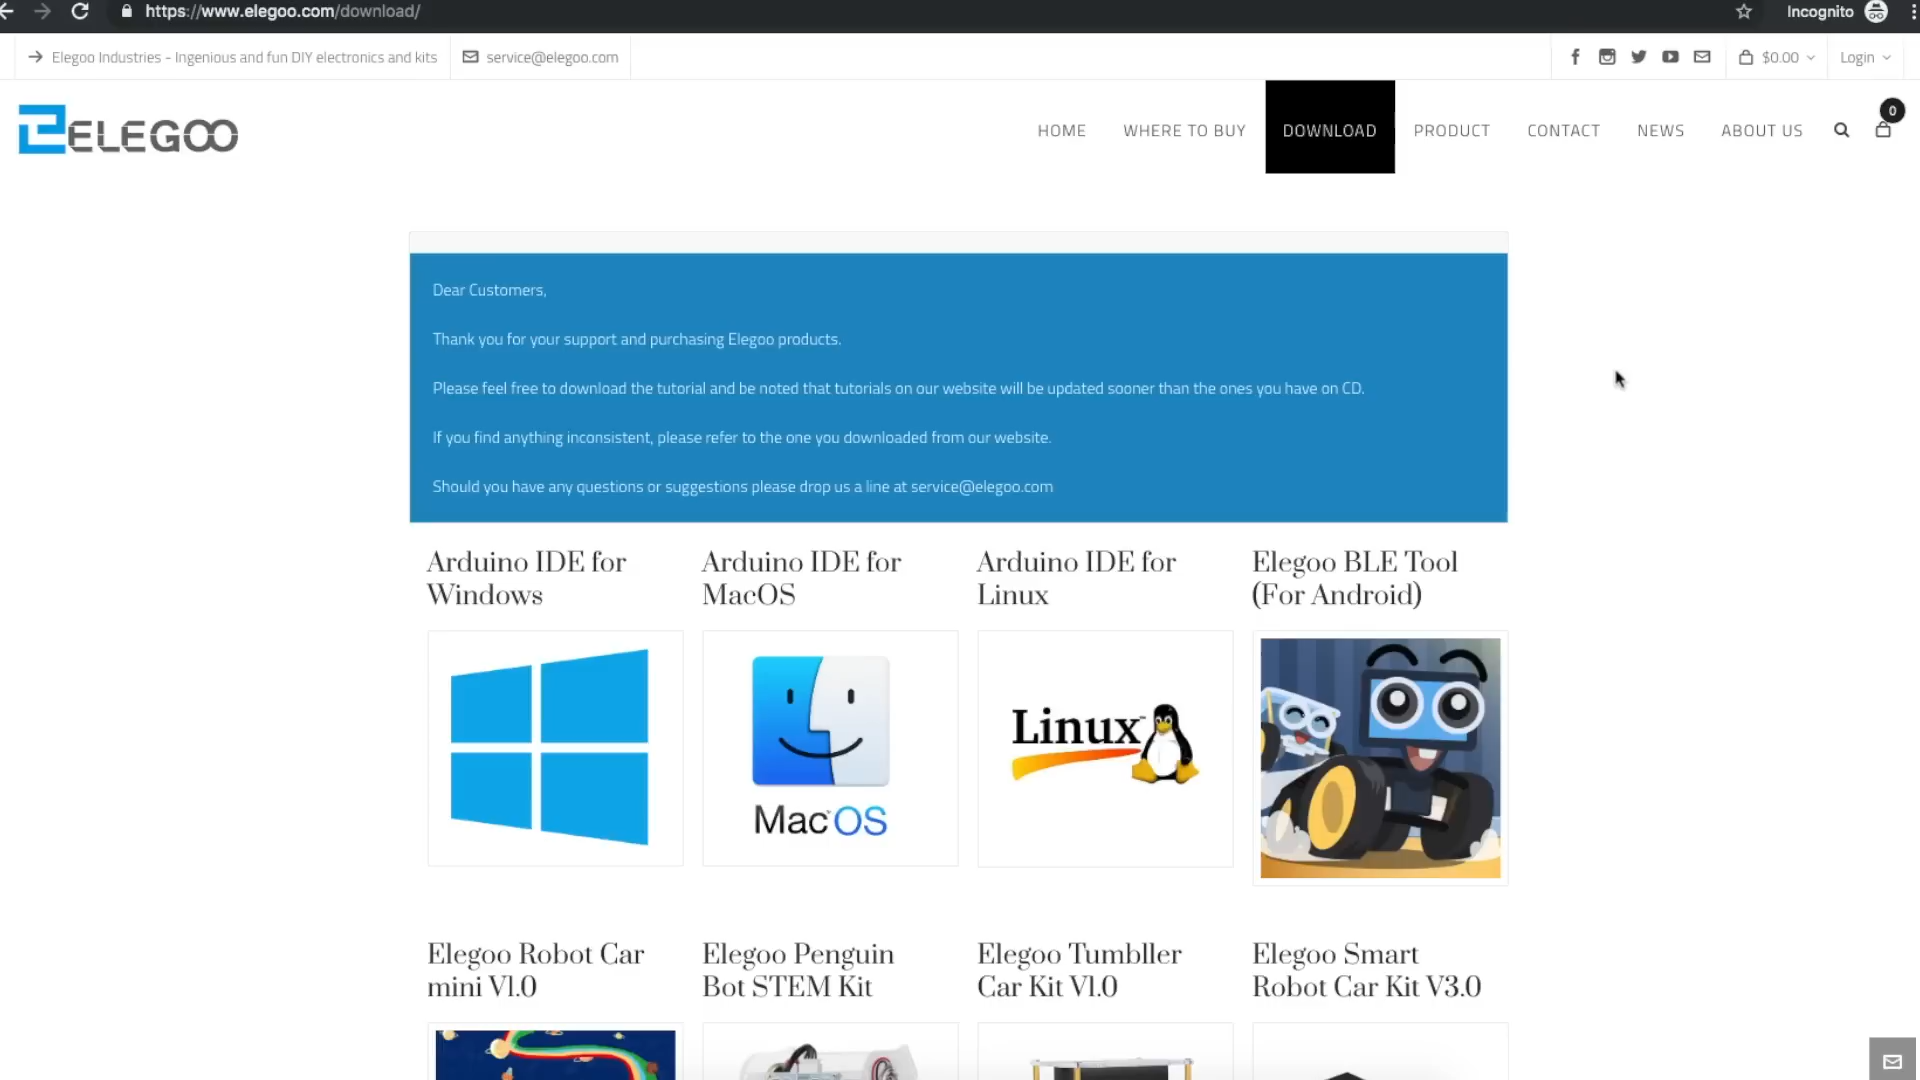 https://www.elegoo.com/download/
Incognito
Elegoo Industries - Ingenious and fun DIY electronics and kits
service@elegoo.com
$0.00
Login
ELEGOO
HOME
WHERE TO BUY
DOWNLOAD
PRODUCT
CONTACT
NEWS
ABOUT US
0
Dear Customers,
Thank you for your support and purchasing Elegoo products.
Please feel free to download the tutorial and be noted that tutorials on our website will be updated sooner than the ones you have on CD.
If you find anything inconsistent, please refer to the one you downloaded from our website.
Should you have any questions or suggestions please drop us a line at service@elegoo.com
Arduino IDE for
Windows
Arduino IDE for
MacOS
Arduino IDE for
Linux
Elegoo BLE Tool
(For Android)
Mac OS
Linux
Elegoo Robot Car
mini V1.0
Elegoo Penguin
Bot STEM Kit
Elegoo Tumbller
Car Kit V1.0
Elegoo Smart
Robot Car Kit V3.0